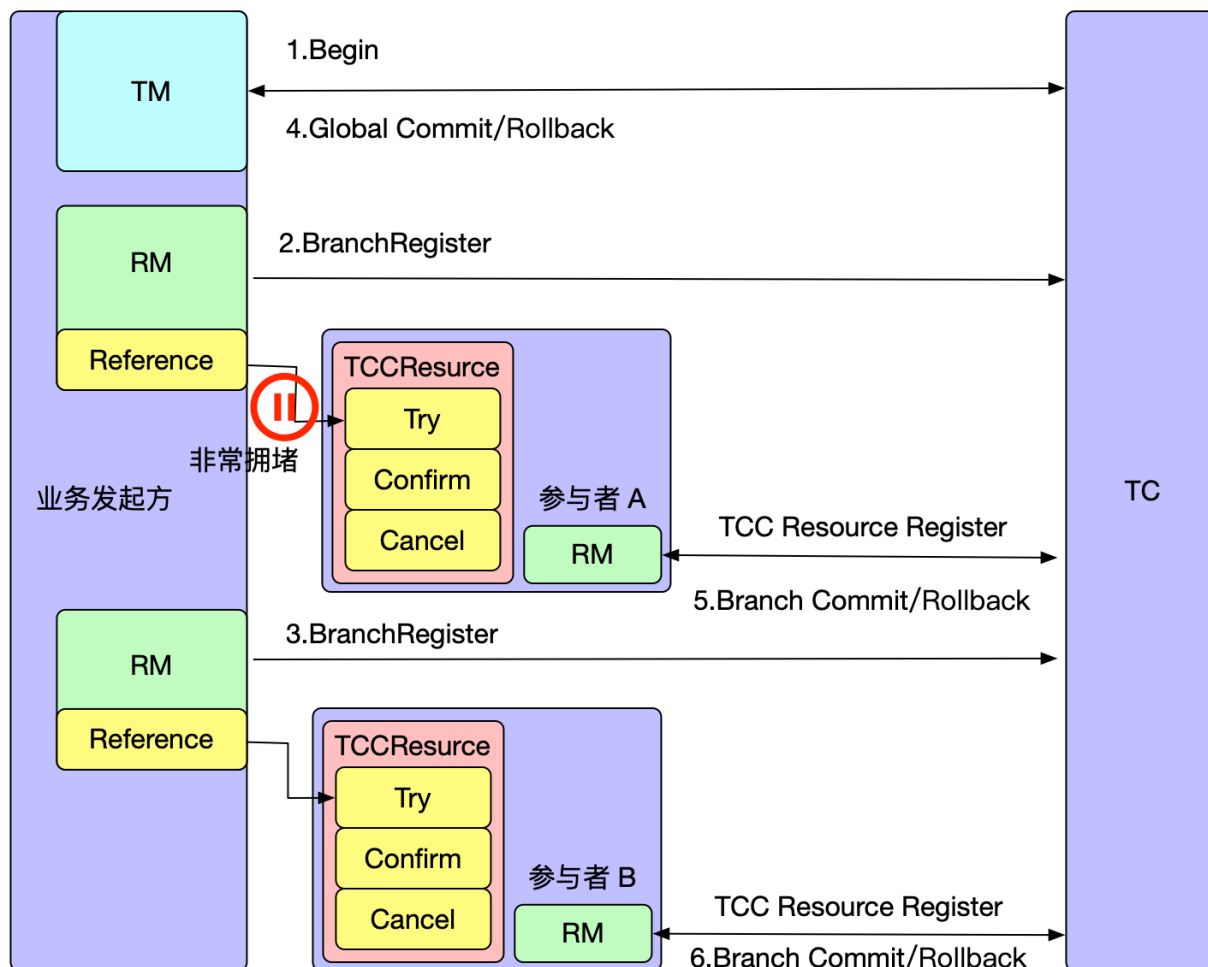 1.Begin
TM
4.Global Commit/Rollback
2.BranchRegister
RM
Reference
TCCResurce
Try
非常拥堵
Confirm
业务发起方
参与者 A
TC
Cancel
RM
TCC Resource Register
5.Branch Commit/Rollback
3.BranchRegister
RM
Reference
TCCResurce
Try
Confirm
参与者 B
Cancel
RM
TCC Resource Register
6.Branch Commit/Rollback